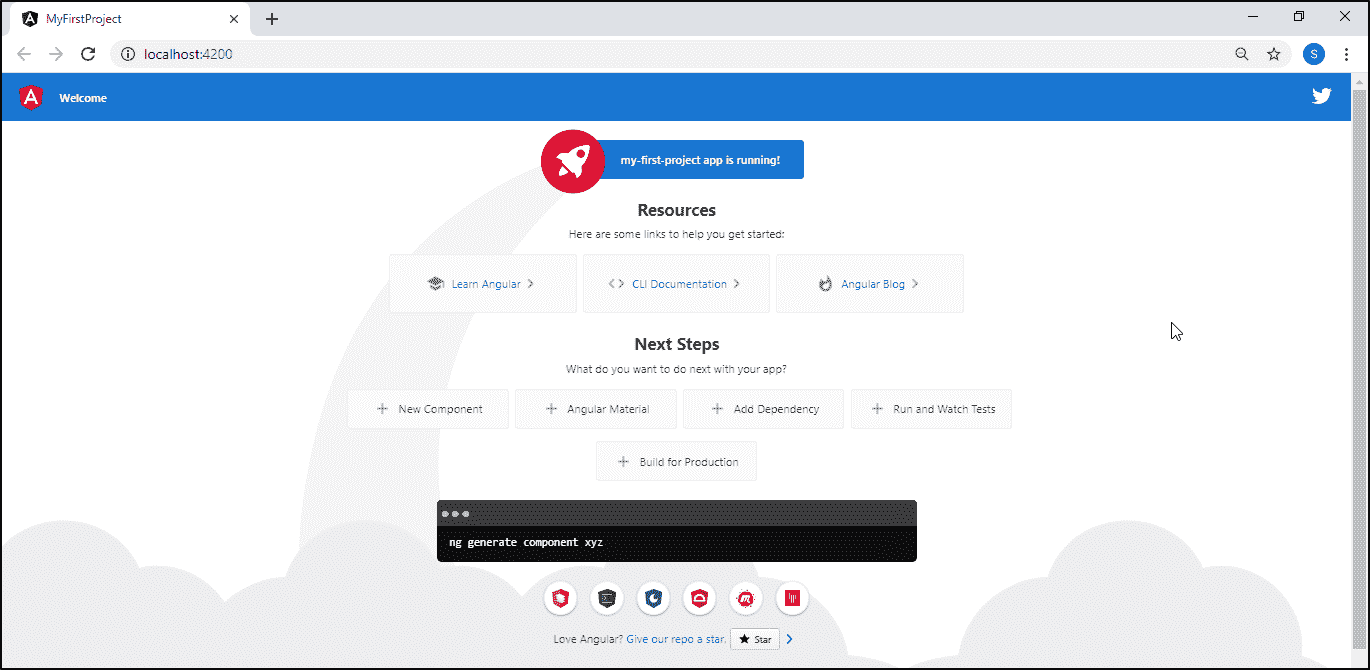 MyFirstProject
localhost:4200
S
Welcome
my-first-project app is running!
Resources
Here are some links to help you get started:
Learn Angular
CLI Documentation
Angular Blog
Next Steps
What do you want to do next with your app?
New Component
Angular Material
Add Dependency
Run and Watch Tests
Build for Production
ng generate component xyz
Love Angular? Give our repo a star. Star